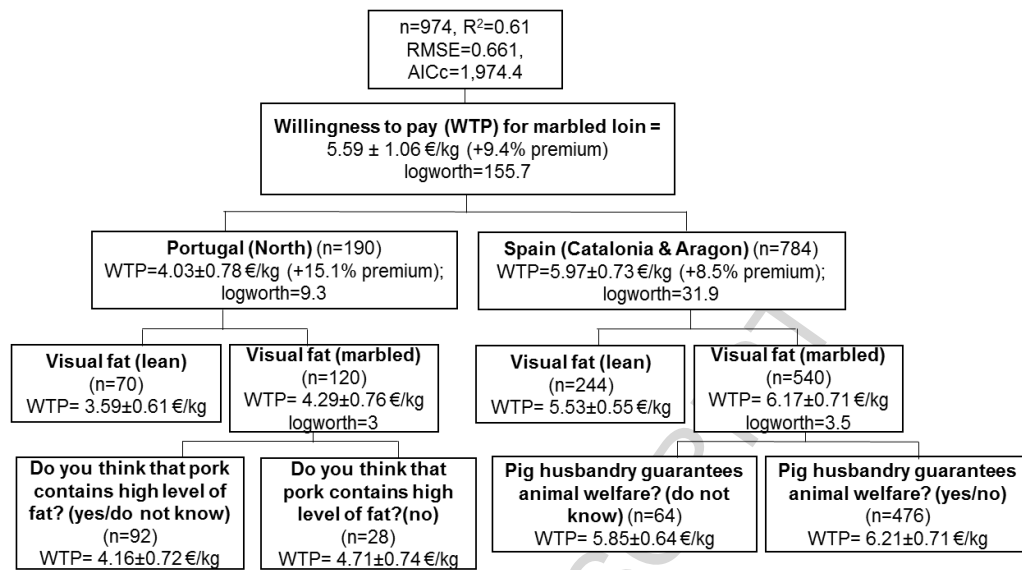 n=974, R²=0.61
RMSE=0.661,
AICc=1,974.4
Willingness to pay (WTP) for marbled loin =
5.59 ± 1.06 €/kg (+9.4% premium)
logworth=155.7
Portugal (North) (n=190)
WTP=4.03±0.78 €/kg (+15.1% premium);
logworth=9.3
Spain (Catalonia & Aragon) (n=784)
WTP=5.97±0.73 €/kg (+8.5% premium);
logworth=31.9
Visual fat (lean)
(n=70)
WTP= 3.59±0.61 €/kg
Visual fat (marbled)
(n=120)
WTP= 4.29±0.76 €/kg
logworth=3
Visual fat (lean)
(n=244)
WTP= 5.53±0.55 €/kg
Visual fat (marbled)
(n=540)
WTP= 6.17±0.71 €/kg
logworth=3.5
Do you think that pork
contains high level of
fat? (yes/do not know)
(n=92)
WTP= 4.16±0.72 €/kg
Do you think that
pork contains high
level of fat?(no)
(n=28)
WTP= 4.71±0.74 €/kg
Pig husbandry guarantees
animal welfare? (do not
know) (n=64)
WTP= 5.85±0.64 €/kg
Pig husbandry guarantees
animal welfare? (yes/no)
(n=476)
WTP= 6.21±0.71 €/kg